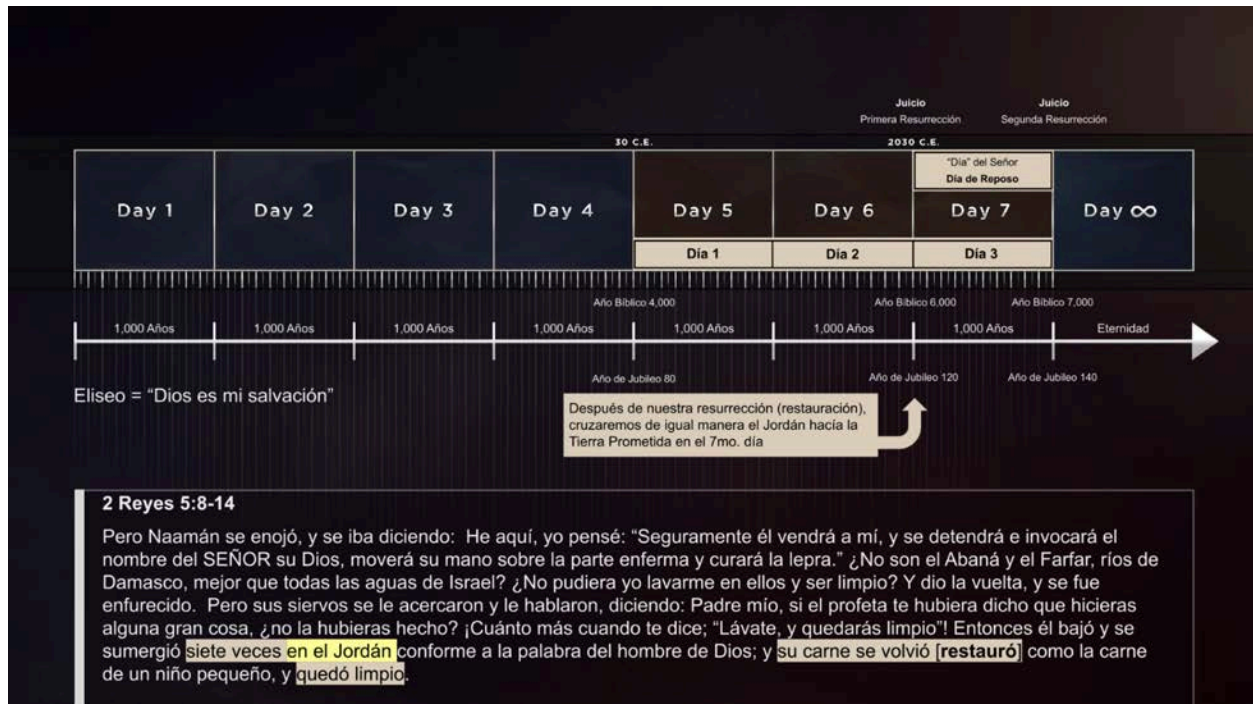 Juicio
Primera Resurrección
Juicio
Segunda Resurrección
30 C.E.
2030 C.E.
Day 1
Day 2
Day 3
Day 4
Day 5
Day 6
"Día" del Señor
Día de Reposo
Day 7
Day ∞
Día 1
Día 2
Día 3
Año Bíblico 4,000
Año Bíblico 6,000
Año Bíblico 7,000
1,000 Años
1,000 Años
1,000 Años
1,000 Años
1,000 Años
1,000 Años
1,000 Años
Eternidad
Año de Jubileo 80
Año de Jubileo 120
Año de Jubileo 140
Eliseo = "Dios es mi salvación"
Después de nuestra resurrección (restauración),
cruzaremos de igual manera el Jordán hacía la
Tierra Prometida en el 7mo. día
2 Reyes 5:8-14
Pero Naamán se enojó, y se iba diciendo: He aquí, yo pensé: “Seguramente él vendrá a mí, y se detendrá e invocará el
nombre del SEÑOR su Dios, moverá su mano sobre la parte enferma y curará la lepra.” ¿No son el Abaná y el Farfar, ríos de
Damasco, mejor que todas las aguas de Israel? ¿No pudiera yo lavarme en ellos y ser limpio? Y dio la vuelta, y se fue
enfurecido. Pero sus siervos se le acercaron y le hablaron, diciendo: Padre mío, si el profeta te hubiera dicho que hicieras
alguna gran cosa, ¿no la hubieras hecho? ¡Cuánto más cuando te dice; “Lávate, y quedarás limpio”! Entonces él bajó y se
sumergió siete veces en el Jordán conforme a la palabra del hombre de Dios; y su carne se volvió [restauró] como la carne
de un niño pequeño, y quedó limpio.